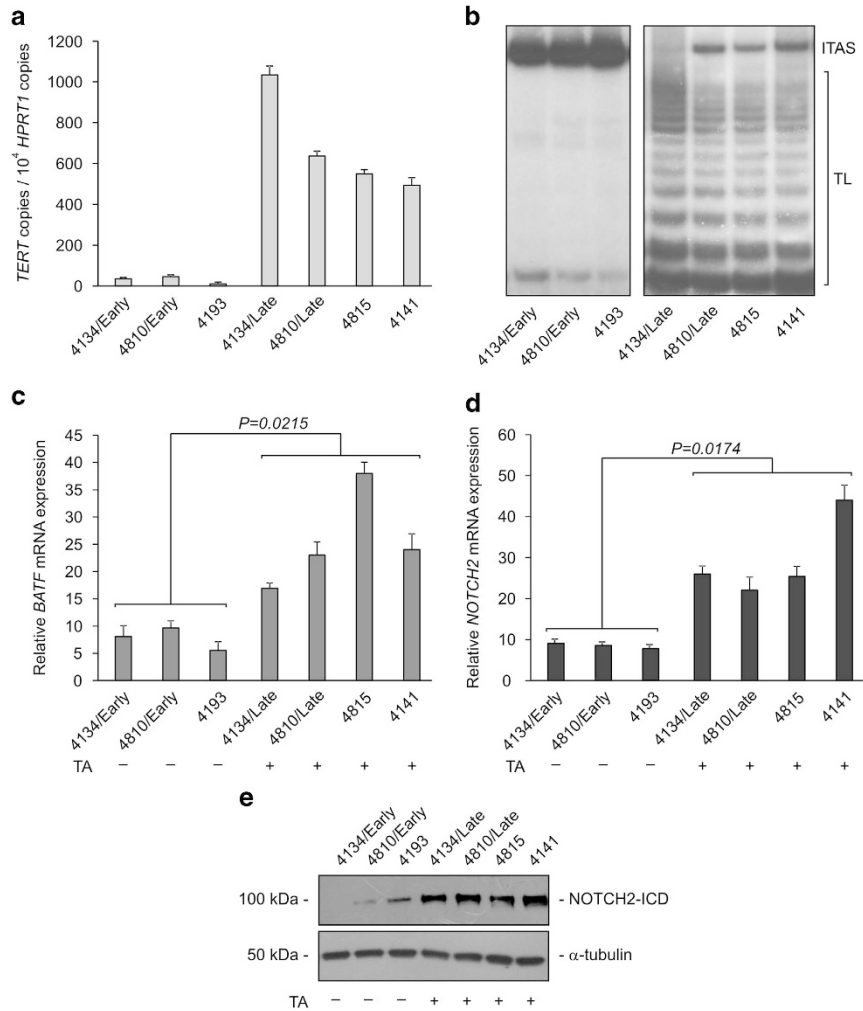 a
TERT copies / 10⁴ HPRT1 copies
1200
1000
800
600
400
200
0
4134/Early
4810/Early
4193
4134/Late
4810/Late
4815
4141
b
ITAS
TL
4134/Early
4810/Early
4193
4134/Late
4810/Late
4815
4141
c
Relative BATF mRNA expression
P=0.0215
45
40
35
30
25
20
15
10
5
0
4134/Early
4810/Early
4193
4134/Late
4810/Late
4815
4141
TA – – – + + + +
d
Relative NOTCH2 mRNA expression
P=0.0174
60
50
40
30
20
10
0
4134/Early
4810/Early
4193
4134/Late
4810/Late
4815
4141
TA – – – + + + +
e
4134/Early
4810/Early
4193
4134/Late
4810/Late
4815
4141
100 kDa - - NOTCH2-ICD
50 kDa - - α-tubulin
TA – – – + + + +